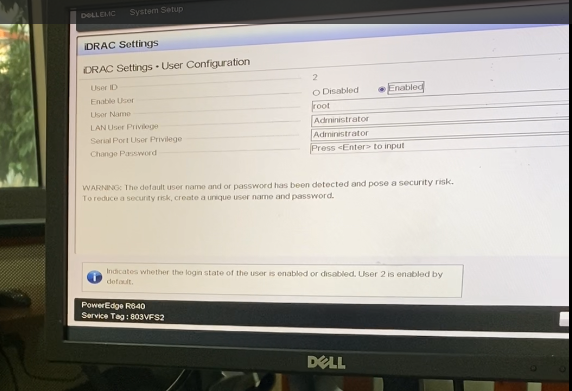 DELLEMC System Setup
iDRAC Settings
iDRAC Settings • User Configuration
User ID 2
Enable User Disabled Enabled
User Name root
LAN User Privilege Administrator
Serial Port User Privilege Administrator
Change Password Press <Enter> to input
WARNING: The default user name and or password has been detected and pose a security risk.
To reduce a security risk, create a unique user name and password.
Indicates whether the login state of the user is enabled or disabled. User 2 is enabled by
default.
PowerEdge R640
Service Tag : 803VFS2
DELL